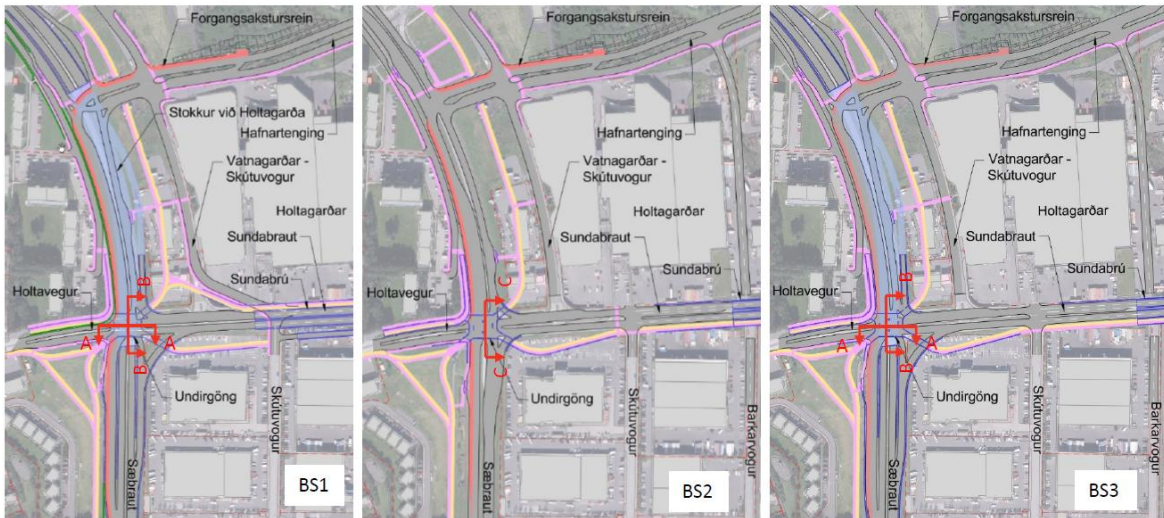 Forgangsakstursrein
Stokkur við Holtagarða
Hafnartenging
Vatnagarðar -
Skútuvogur
Holtagarðar
Sundabraut
Sundabrú
Holtavegur
B
A
A
B
Undirgöng
Sæbraut
Skútuvogur
BS1
Forgangsakstursrein
Hafnartenging
Vatnagarðar -
Skútuvogur
Holtagarðar
Sundabraut
Sundabrú
Holtavegur
C
C
Undirgöng
Sæbraut
Skútuvogur
Barkarvogur
BS2
Forgangsakstursrein
Hafnartenging
Vatnagarðar -
Skútuvogur
Holtagarðar
Sundabraut
Sundabrú
Holtavegur
B
A
A
B
Undirgöng
Sæbraut
Skútuvogur
Barkarvogur
BS3